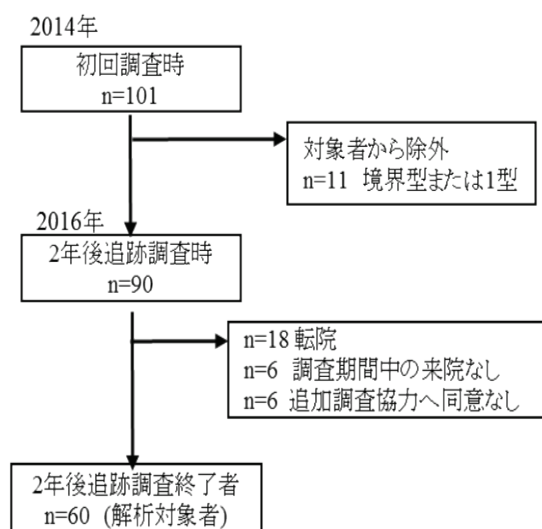 2014年
初回調査時
n=101
対象者から除外
n=11 境界型または1型
2016年
2年後追跡調査時
n=90
n=18 転院
n=6 調査期間中の来院なし
n=6 追加調査協力へ同意なし
2年後追跡調査終了者
n=60 (解析対象者)